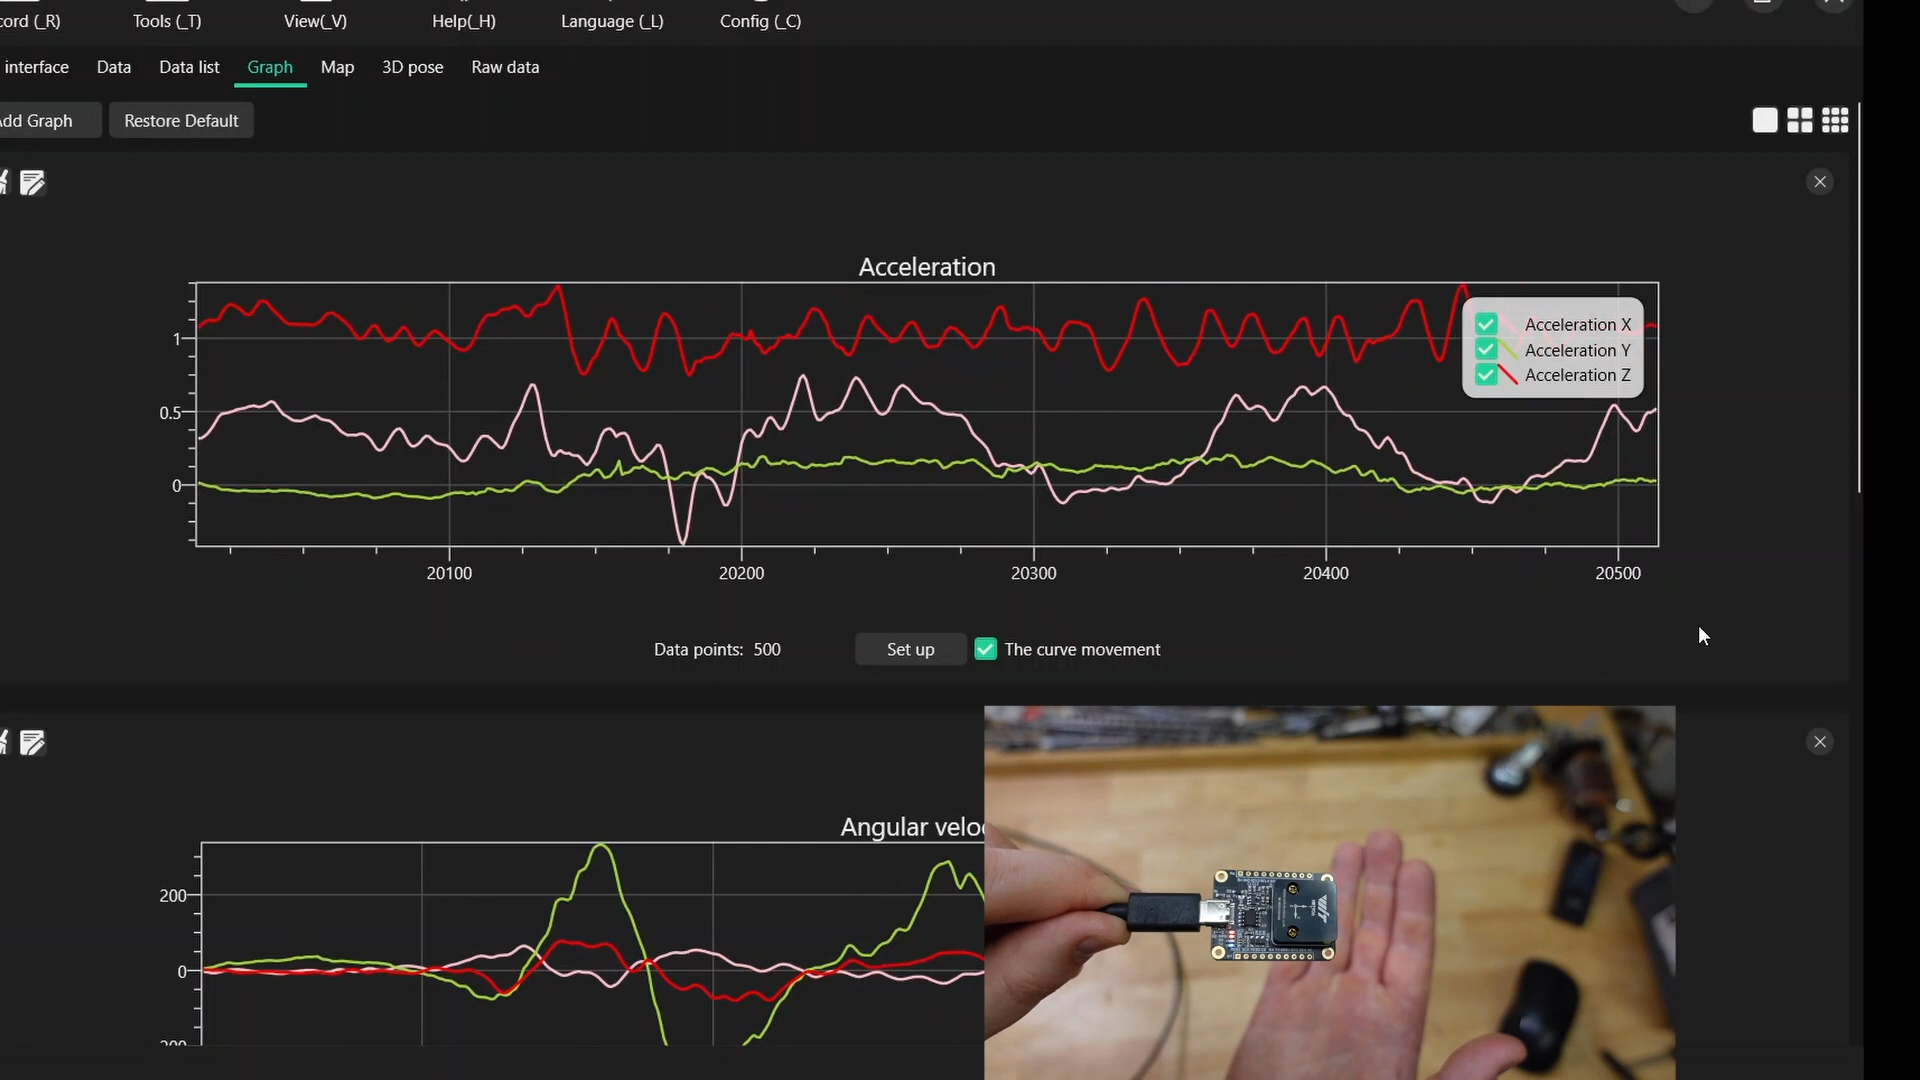 cord (_R) Tools (_T) View(_V) Help(_H) Language (_L) Config (_C)
interface Data Data list Graph Map 3D pose Raw data
Add Graph Restore Default
Acceleration
Acceleration X
Acceleration Y
Acceleration Z
1
0.5
0
20100 20200 20300 20400 20500
Data points: 500 Set up The curve movement
Angular velo
200
0